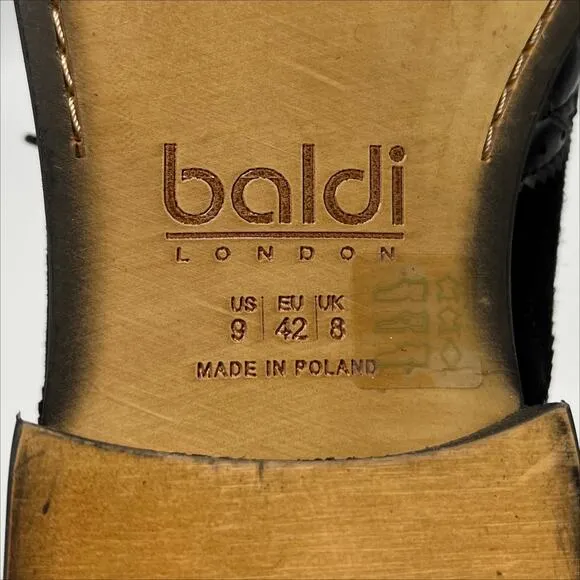 baldi
LONDON
US | EU | UK
9 | 42 | 8
MADE IN POLAND